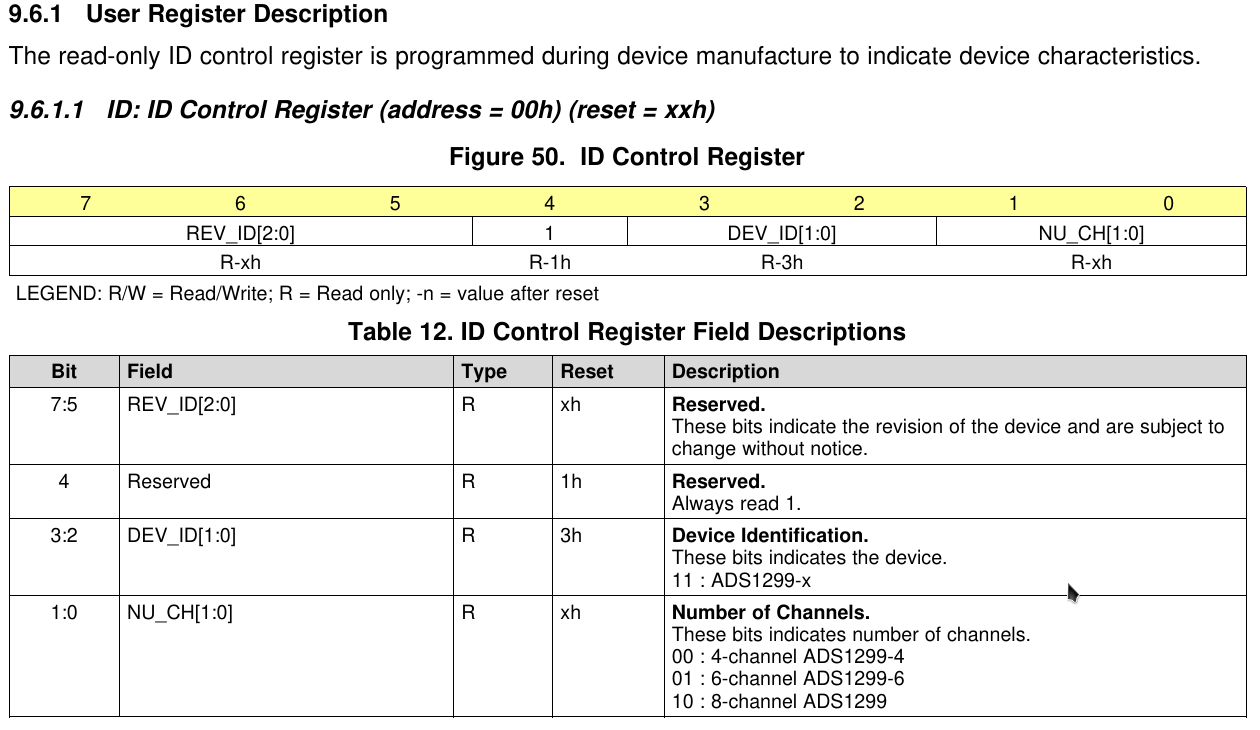 9.6.1 User Register Description
The read-only ID control register is programmed during device manufacture to indicate device characteristics.
9.6.1.1 ID: ID Control Register (address = 00h) (reset = xxh)
Figure 50. ID Control Register
7 6 5 4 3 2 1 0
REV_ID[2:0] 1 DEV_ID[1:0] NU_CH[1:0]
R-xh R-1h R-3h R-xh
LEGEND: R/W = Read/Write; R = Read only; -n = value after reset
Table 12. ID Control Register Field Descriptions
Bit Field Type Reset Description
7:5 REV_ID[2:0] R xh Reserved.
These bits indicate the revision of the device and are subject to
change without notice.
4 Reserved R 1h Reserved.
Always read 1.
3:2 DEV_ID[1:0] R 3h Device Identification.
These bits indicates the device.
11 : ADS1299-x
1:0 NU_CH[1:0] R xh Number of Channels.
These bits indicates number of channels.
00 : 4-channel ADS1299-4
01 : 6-channel ADS1299-6
10 : 8-channel ADS1299